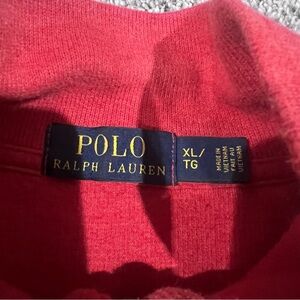 POLO
RALPH LAUREN
XL/
TG
MADE IN
VIETNAM
FAIT AU
VIETNAM